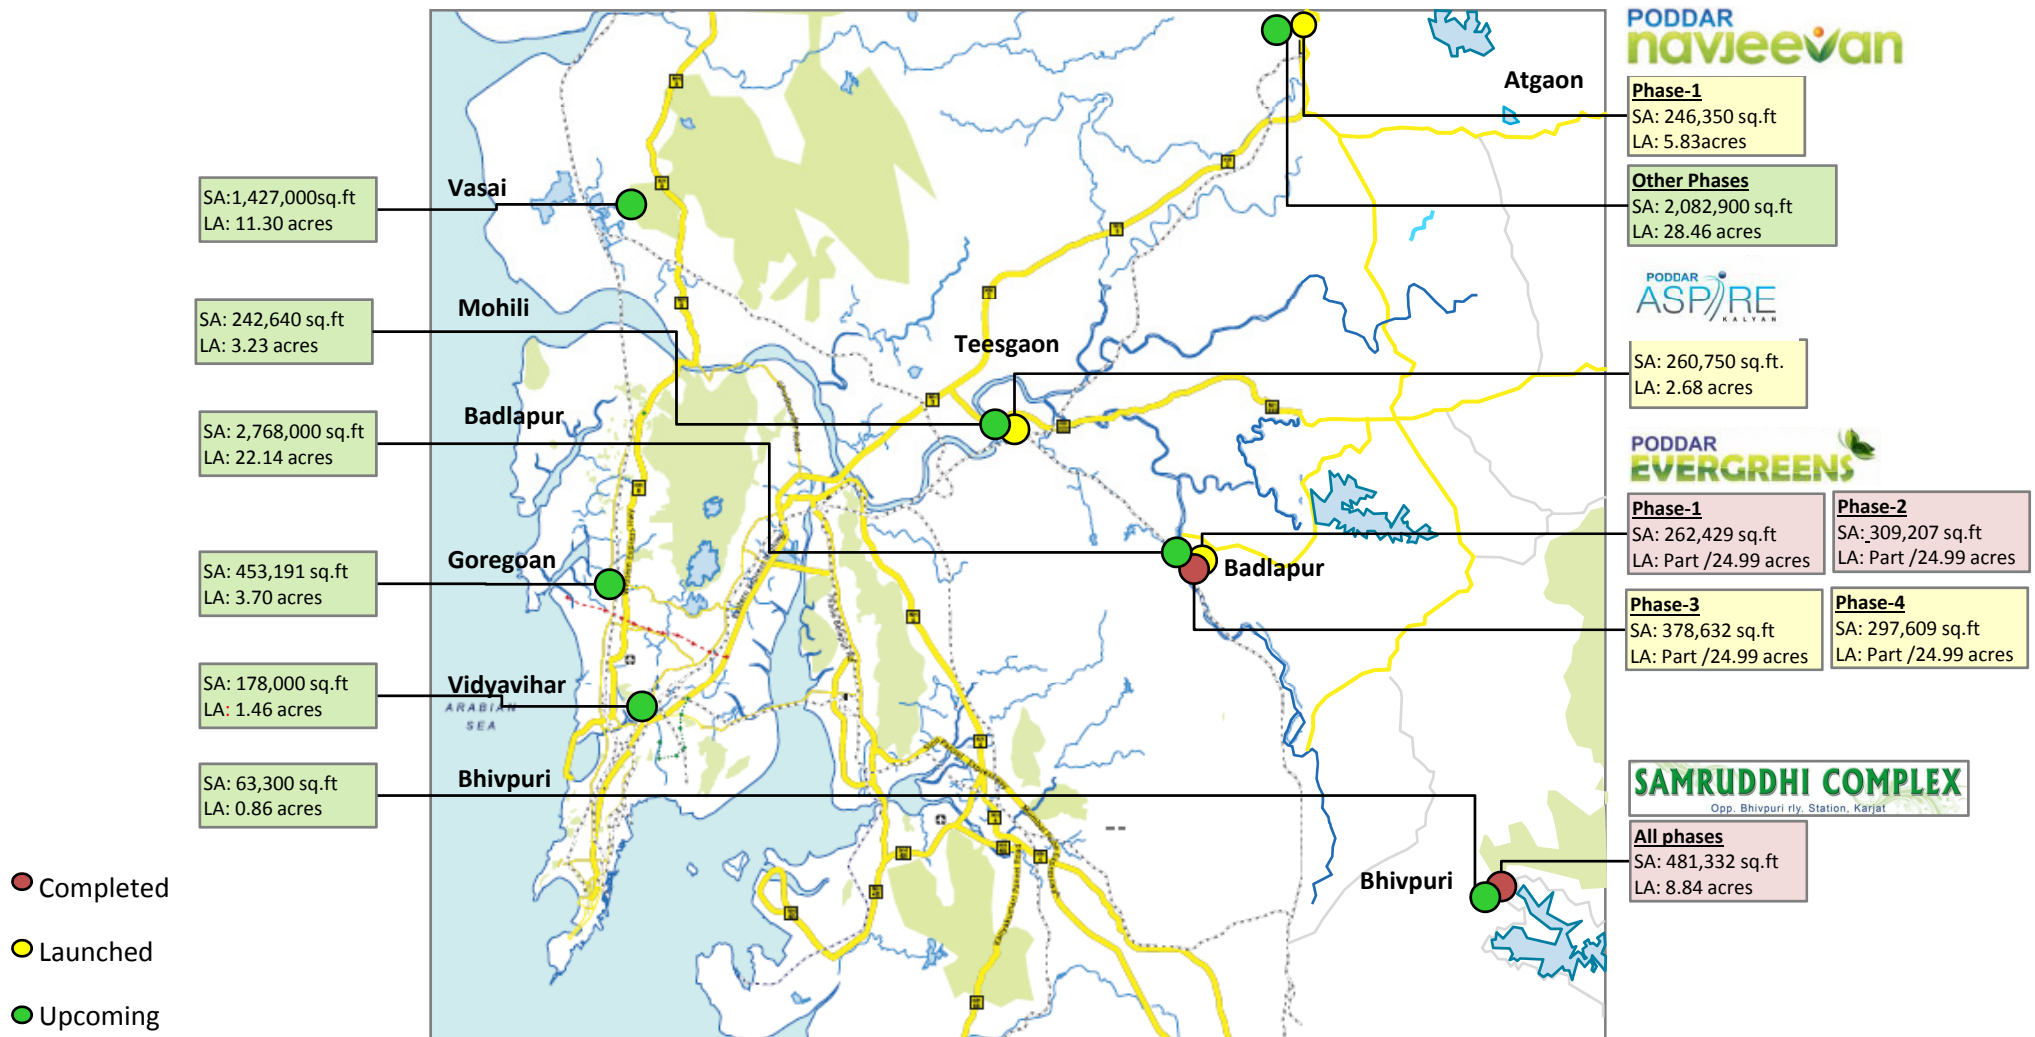 Vasai
SA:1,427,000sq.ft
LA: 11.30 acres
Mohili
SA: 242,640 sq.ft
LA: 3.23 acres
Badlapur
SA: 2,768,000 sq.ft
LA: 22.14 acres
Goregoan
SA: 453,191 sq.ft
LA: 3.70 acres
Vidyavihar
SA: 178,000 sq.ft
LA: 1.46 acres
ARABIAN
SEA
Bhivpuri
SA: 63,300 sq.ft
LA: 0.86 acres
Completed
Launched
Upcoming
Atgaon
Teesgaon
Badlapur
Bhivpuri
PODDAR
navjeevan
Phase-1
SA: 246,350 sq.ft
LA: 5.83acres
Other Phases
SA: 2,082,900 sq.ft
LA: 28.46 acres
PODDAR
ASPIRE
KALYAN
SA: 260,750 sq.ft.
LA: 2.68 acres
PODDAR
EVERGREENS
Phase-1
SA: 262,429 sq.ft
LA: Part /24.99 acres
Phase-2
SA: 309,207 sq.ft
LA: Part /24.99 acres
Phase-3
SA: 378,632 sq.ft
LA: Part /24.99 acres
Phase-4
SA: 297,609 sq.ft
LA: Part /24.99 acres
SAMRUDDHI COMPLEX
Opp. Bhivpuri rly. Station, Karjat
All phases
SA: 481,332 sq.ft
LA: 8.84 acres